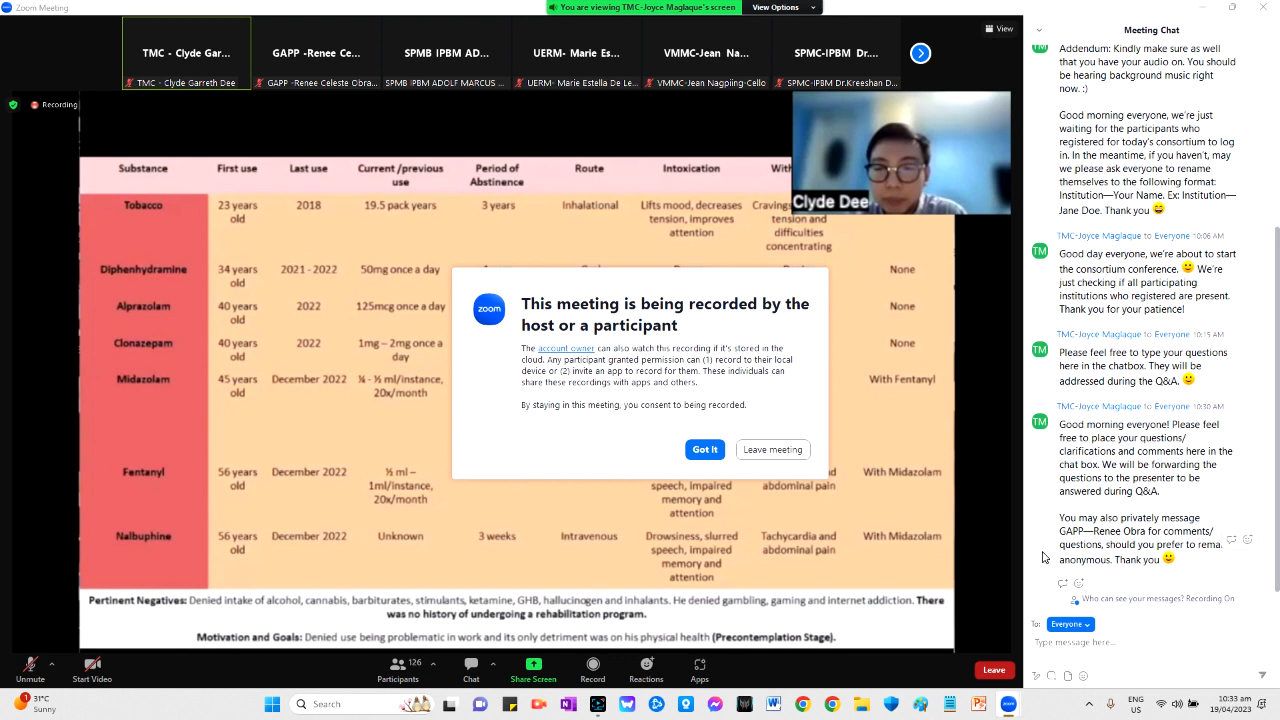 Zoom Meeting
You are viewing TMC-Joyce Maglaque's screen
View Options
View
TMC - Clyde Gar...
GAPP -Renee Ce...
SPMB IPBM AD...
UERM- Marie Es...
VMMC-Jean Na...
SPMC-IPBM Dr....
TMC - Clyde Garreth Dee
GAPP -Renee Celeste Obra...
SPMB IPBM ADOLF MARCUS ...
UERM- Marie Estella De Le...
VMMC-Jean Nagpiing-Cello
SPMC-IPBM Dr.Kreeshan D...
Recording
Clyde Dee
Substance
First use
Last use
Current /previous use
Period of Abstinence
Route
Intoxication
With
Tobacco
23 years old
2018
19.5 pack years
3 years
Inhalational
Lifts mood, decreases tension, improves attention
tension and difficulties concentrating
Diphenhydramine
34 years old
2021 - 2022
50mg once a day
None
Alprazolam
40 years old
2022
125mcg once a day
None
Clonazepam
40 years old
2022
1mg – 2mg once a day
None
Midazolam
45 years old
December 2022
¼ - ½ ml/instance, 20x/month
With Fentanyl
Fentanyl
56 years old
December 2022
½ ml – 1ml/instance, 20x/month
speech, impaired memory and attention
abdominal pain
With Midazolam
Nalbuphine
56 years old
December 2022
Unknown
3 weeks
Intravenous
Drowsiness, slurred speech, impaired memory and attention
Tachycardia and abdominal pain
With Midazolam
Pertinent Negatives: Denied intake of alcohol, cannabis, barbiturates, stimulants, ketamine, GHB, hallucinogen and inhalants. He denied gambling, gaming and internet addiction. There
was no history of undergoing a rehabilitation program.
Motivation and Goals: Denied use being problematic in work and its only detriment was on his physical health (Precontemplation Stage).
zoom
This meeting is being recorded by the
host or a participant
The account owner can also watch this recording if it's stored in the
cloud. Any participant granted permission can (1) record to their local
device or (2) invite an app to record for them. These individuals can
share these recordings with apps and others.
By staying in this meeting, you consent to being recorded.
Got It
Leave meeting
Meeting Chat
TM
Addendum: Kindly make sure as well
that you have your audio on. You should
be hearing background music right
now. :)
Good morning everyone, we're just
waiting for the participants who
registered for today's consortium to log
in. In the meantime, if you haven't, may
we please ask everyone to rename
themselves to the following format:
Institution—Name. Ex: Institution—
Jane Doe. Thank you
TMC-Joyce Maglaque to Everyone 10:06 AM
TM
Good day everyone, we're about to start
the consortium conference. We're
just checking if all participating
institutions who registered are present.
Thank you for your patience!
TMC-Joyce Maglaque to Everyone 10:15 AM
TM
Please feel free to type your questions
here in the chatbox. They will be
addressed during the Q&A.
TMC-Joyce Maglaque to Everyone 10:30 AM
TM
Good morning everyone! Please feel
free to place your questions/
clarifications and comments here in the
chat box. We will be forwarding the
questions to the presenter to be
answered during Q&A.
You may also privately message
GAPP—Renee Obra for comments/
questions, should you prefer to rema.
anonymous. Thank you
Who can see your messages? Recording On
To: Everyone
Type message here...
Unmute
Start Video
126
Participants
Chat
Share Screen
Record
Reactions
Apps
Leave
31°C
Sunny
Search
ENG
US
10:33 am
19/04/2023